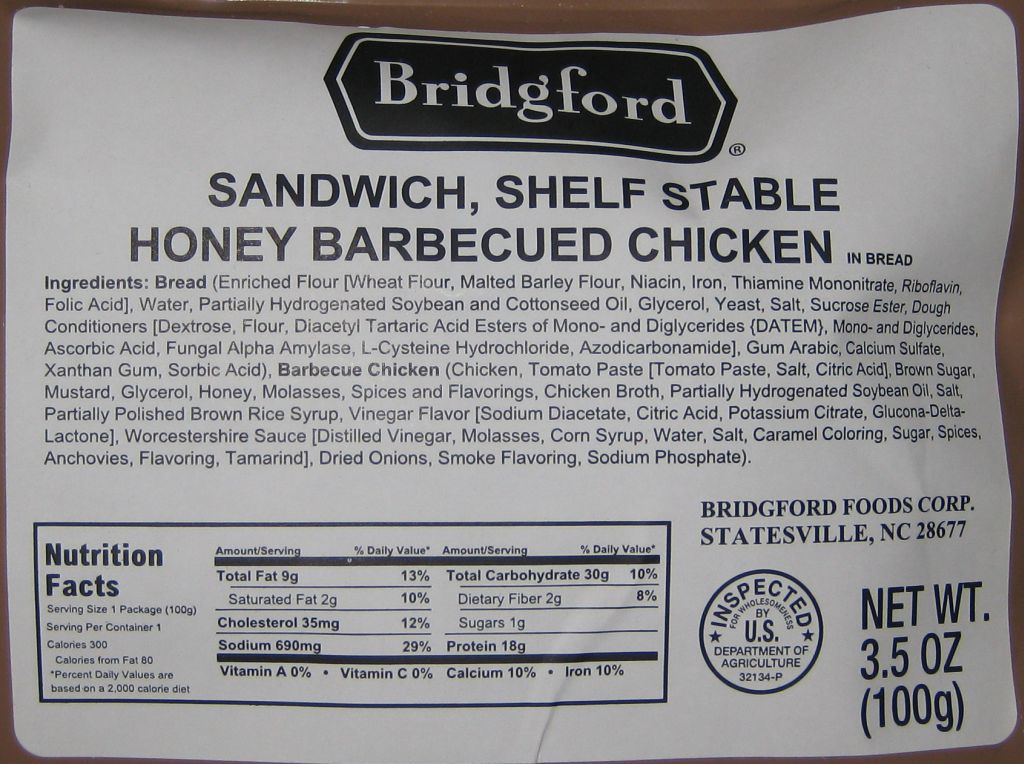 Bridgford
®
SANDWICH, SHELF STABLE
HONEY BARBECUED CHICKEN IN BREAD
Ingredients: Bread (Enriched Flour [Wheat Flour, Malted Barley Flour, Niacin, Iron, Thiamine Mononitrate, Riboflavin,
Folic Acid], Water, Partially Hydrogenated Soybean and Cottonseed Oil, Glycerol, Yeast, Salt, Sucrose Ester, Dough
Conditioners [Dextrose, Flour, Diacetyl Tartaric Acid Esters of Mono- and Diglycerides {DATEM}, Mono- and Diglycerides,
Ascorbic Acid, Fungal Alpha Amylase, L-Cysteine Hydrochloride, Azodicarbonamide], Gum Arabic, Calcium Sulfate,
Xanthan Gum, Sorbic Acid), Barbecue Chicken (Chicken, Tomato Paste [Tomato Paste, Salt, Citric Acid], Brown Sugar,
Mustard, Glycerol, Honey, Molasses, Spices and Flavorings, Chicken Broth, Partially Hydrogenated Soybean Oil, Salt,
Partially Polished Brown Rice Syrup, Vinegar Flavor [Sodium Diacetate, Citric Acid, Potassium Citrate, Glucona-Delta-
Lactone], Worcestershire Sauce [Distilled Vinegar, Molasses, Corn Syrup, Water, Salt, Caramel Coloring, Sugar, Spices,
Anchovies, Flavoring, Tamarind], Dried Onions, Smoke Flavoring, Sodium Phosphate).
BRIDGFORD FOODS CORP.
STATESVILLE, NC 28677
Nutrition
Facts
Serving Size 1 Package (100g)
Serving Per Container 1
Calories 300
Calories from Fat 80
*Percent Daily Values are
based on a 2,000 calorie diet
Amount/Serving % Daily Value* Amount/Serving % Daily Value*
Total Fat 9g 13% Total Carbohydrate 30g 10%
Saturated Fat 2g 10% Dietary Fiber 2g 8%
Cholesterol 35mg 12% Sugars 1g
Sodium 690mg 29% Protein 18g
Vitamin A 0% • Vitamin C 0% Calcium 10% • Iron 10%
INSPECTED
FOR WHOLESOMENESS
BY
U.S.
DEPARTMENT OF
AGRICULTURE
32134-P
NET WT.
3.5 OZ
(100g)